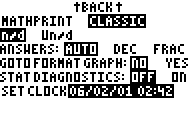 ↑BACK↑
MATHPRINT CLASSIC
n/d Un/d
ANSWERS: AUTO DEC FRAC
GOTO FORMAT GRAPH: NO YES
STAT DIAGNOSTICS: OFF ON
SET CLOCK 06/02/01 02:42